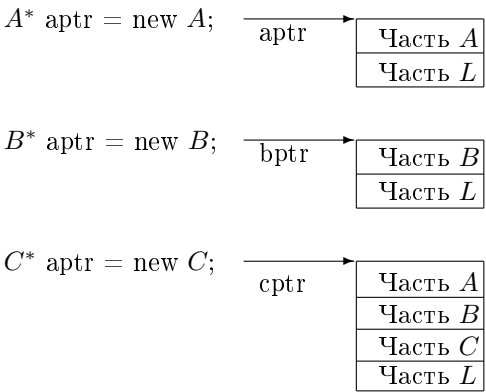 A* aptr = new A;
aptr
Часть A
Часть L
B* aptr = new B;
bptr
Часть B
Часть L
C* aptr = new C;
cptr
Часть A
Часть B
Часть C
Часть L